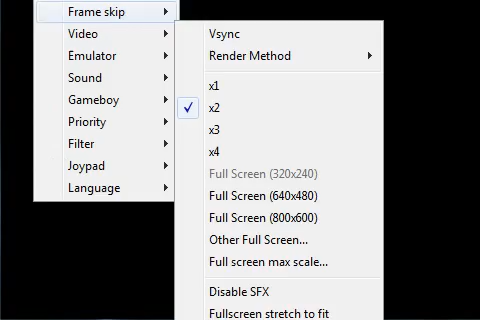 Frame skip
Video
Emulator
Sound
Gameboy
Priority
Filter
Joypad
Language
Vsync
Render Method
x1
x2
x3
x4
Full Screen (320x240)
Full Screen (640x480)
Full Screen (800x600)
Other Full Screen...
Full screen max scale...
Disable SFX
Fullscreen stretch to fit